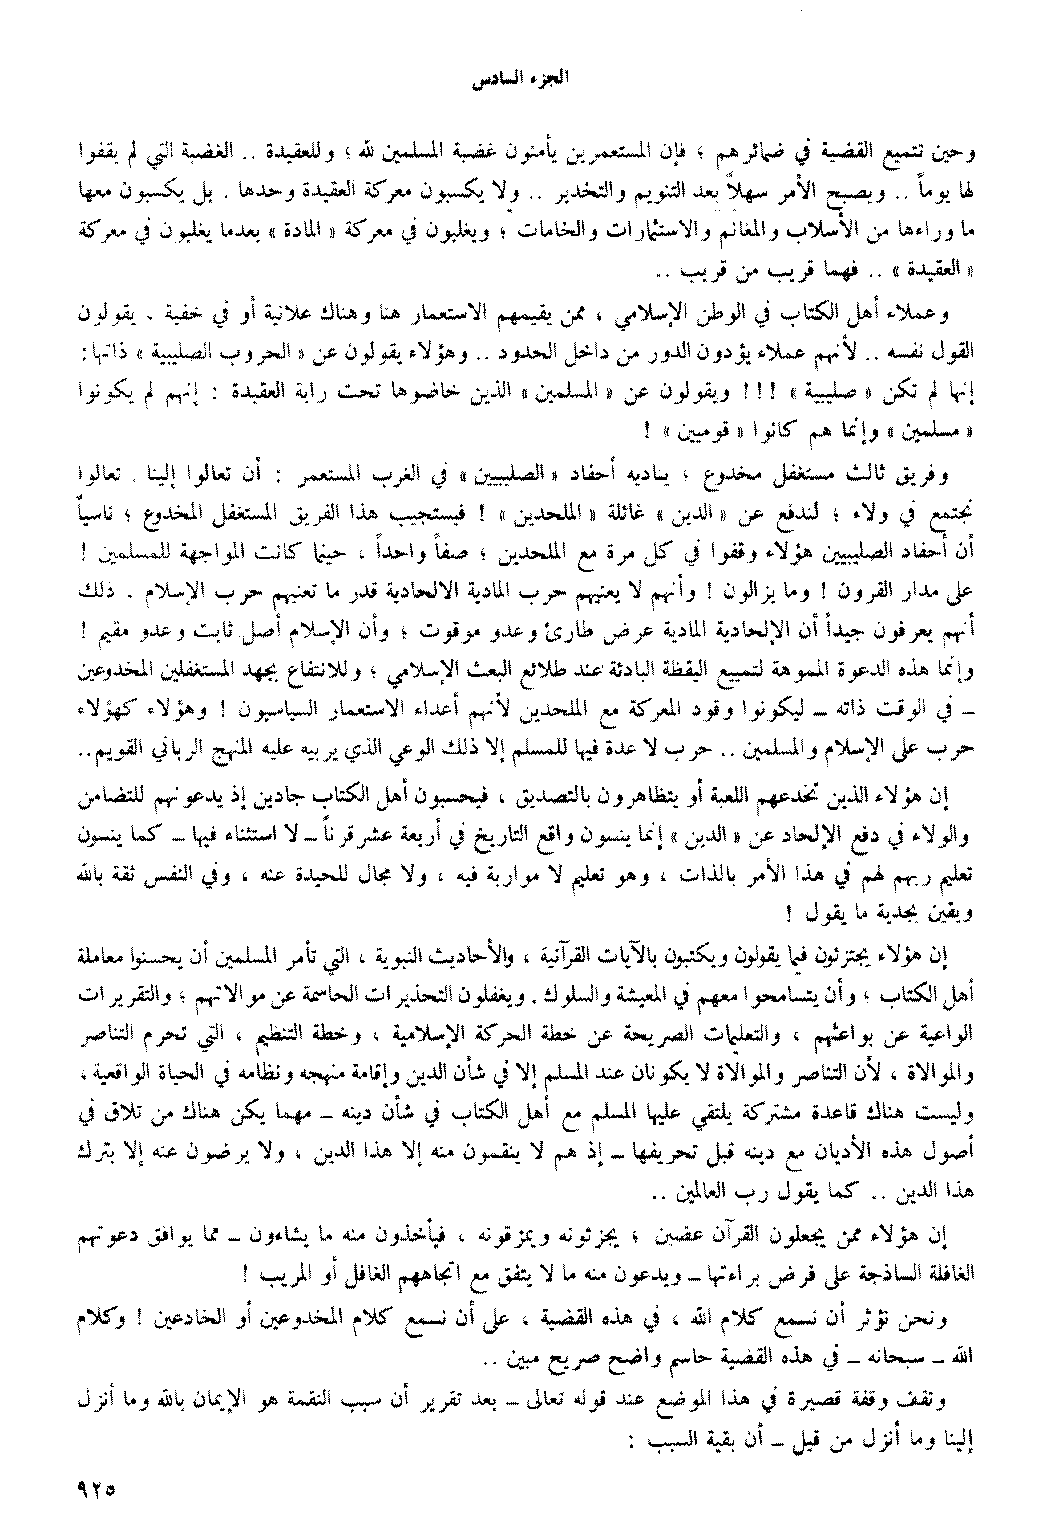 الجزء السادس
وحين تتميع القضية في ضمائرهم ؛ فإن المستعمرين يأمنون غضبة المسلمين لله ؛ وللعقيدة .. الغضبة التي لم يقفوا
لها يوماً .. ويصبح الأمر سهلاً بعد التنويم والتخدير .. ولا يكسبون معركة العقيدة وحدها . بل يكسبون معها
ما وراءها من الأسلاب والمغانم والاستثمارات والخامات ؛ ويغلبون في معركة « المادة » بعدما يغلبون في معركة
« العقيدة » .. فهما قريب من قريب ..
وعملاء أهل الكتاب في الوطن الإسلامي ، ممن يقيمهم الاستعمار هنا وهناك علانية أو في خفية . يقولون
القول نفسه .. لأنهم عملاء يؤدون الدور من داخل الحدود .. وهؤلاء يقولون عن « الحروب الصليبية » ذاتها :
إنها لم تكن « صليبية » !!! ويقولون عن « المسلمين » الذين خاضوها تحت راية العقيدة : إنهم لم يكونوا
« مسلمين » وإنما هم كانوا « قوميين » !
وفريق ثالث مستغفل مخدوع ؛ يناديه أحفاد « الصليبيين » في الغرب المستعمر : أن تعالوا إلينا . تعالوا
نجتمع في ولاء ؛ لندفع عن « الدين » غائلة « الملحدين » ! فيستجيب هذا الفريق المستغفل المخدوع ؛ ناسياً
أن أحفاد الصليبيين هؤلاء وقفوا في كل مرة مع الملحدين ؛ صفاً واحداً ، حينما كانت المواجهة للمسلمين !
على مدار القرون ! وما يزالون ! وأنهم لا يعنيهم حرب المادية الالحادية قدر ما تعنيهم حرب الإسلام . ذلك
أنهم يعرفون جيداً أن الإلحادية المادية عرض طارئ وعدو موقوت ؛ وأن الإسلام أصل ثابت وعدو مقيم !
وإنما هذه الدعوة المموهة لتمييع اليقظة البادئة عند طلائع البعث الإسلامي ؛ وللانتفاع بجهد المستغفلين المخدوعين
– في الوقت ذاته – ليكونوا وقود المعركة مع الملحدين لأنهم أعداء الاستعمار السياسيون ! وهؤلاء كهؤلاء
حرب على الإسلام والمسلمين .. حرب لا عدة فيها للمسلم إلا ذلك الوعي الذي يربيه عليه المنهج الرباني القويم..
إن هؤلاء الذين تخدعهم اللعبة أو يتظاهرون بالتصديق ، فيحسبون أهل الكتاب جادين إذ يدعونهم للتضامن
والولاء في دفع الإلحاد عن « الدين » إنما ينسون واقع التاريخ في أربعة عشر قرناً – لا استثناء فيها – كما ينسون
تعليم ربهم لهم في هذا الأمر بالذات ، وهو تعليم لا مواربة فيه ، ولا مجال للحيدة عنه ، وفي النفس ثقة بالله
ويقين بجدية ما يقول !
إن هؤلاء يجتزئون فيما يقولون ويكتبون بالآيات القرآنية ، والأحاديث النبوية ، التي تأمر المسلمين أن يحسنوا معاملة
أهل الكتاب ؛ وأن يتسامحوا معهم في المعيشة والسلوك . ويغفلون التحذيرات الحاسمة عن موالاتهم ؛ والتقريرات
الواعية عن بواعثهم ، والتعليمات الصريحة عن خطة الحركة الإسلامية ، وخطة التنظيم ، التي تحرم التناصر
والموالاة ، لأن التناصر والموالاة لا يكونان عند المسلم إلا في شأن الدين وإقامة منهجه ونظامه في الحياة الواقعية ،
وليست هناك قاعدة مشتركة يلتقي عليها المسلم مع أهل الكتاب في شأن دينه – مهما يكن هناك من تلاق في
أصول هذه الأديان مع دينه قبل تحريفها – إذ هم لا ينقمون منه إلا هذا الدين ، ولا يرضون عنه إلا بترك
هذا الدين .. كما يقول رب العالمين ..
إن هؤلاء ممن يجعلون القرآن عضين ؛ يجزئونه ويمزقونه ، فيأخذون منه ما يشاءون – مما يوافق دعوتهم
الغافلة الساذجة على فرض براءتها – ويدعون منه ما لا يتفق مع اتجاههم الغافل أو المريب !
ونحن نؤثر أن نسمع كلام الله ، في هذه القضية ، على أن نسمع كلام المخدوعين أو الخادعين ! وكلام
الله – سبحانه – في هذه القضية حاسم واضح صريح مبين ..
ونقف وقفة قصيرة في هذا الموضع عند قوله تعالى – بعد تقرير أن سبب النقمة هو الإيمان بالله وما أنزل
إلينا وما أنزل من قبل – أن بقية السبب :
٩٢٥